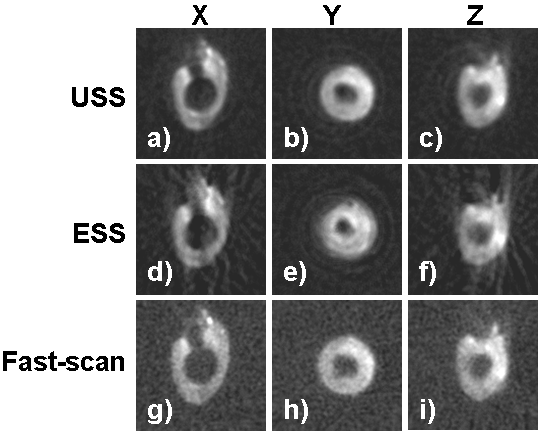 X Y Z
USS
a) b) c)
ESS
d) e) f)
Fast-scan
g) h) i)